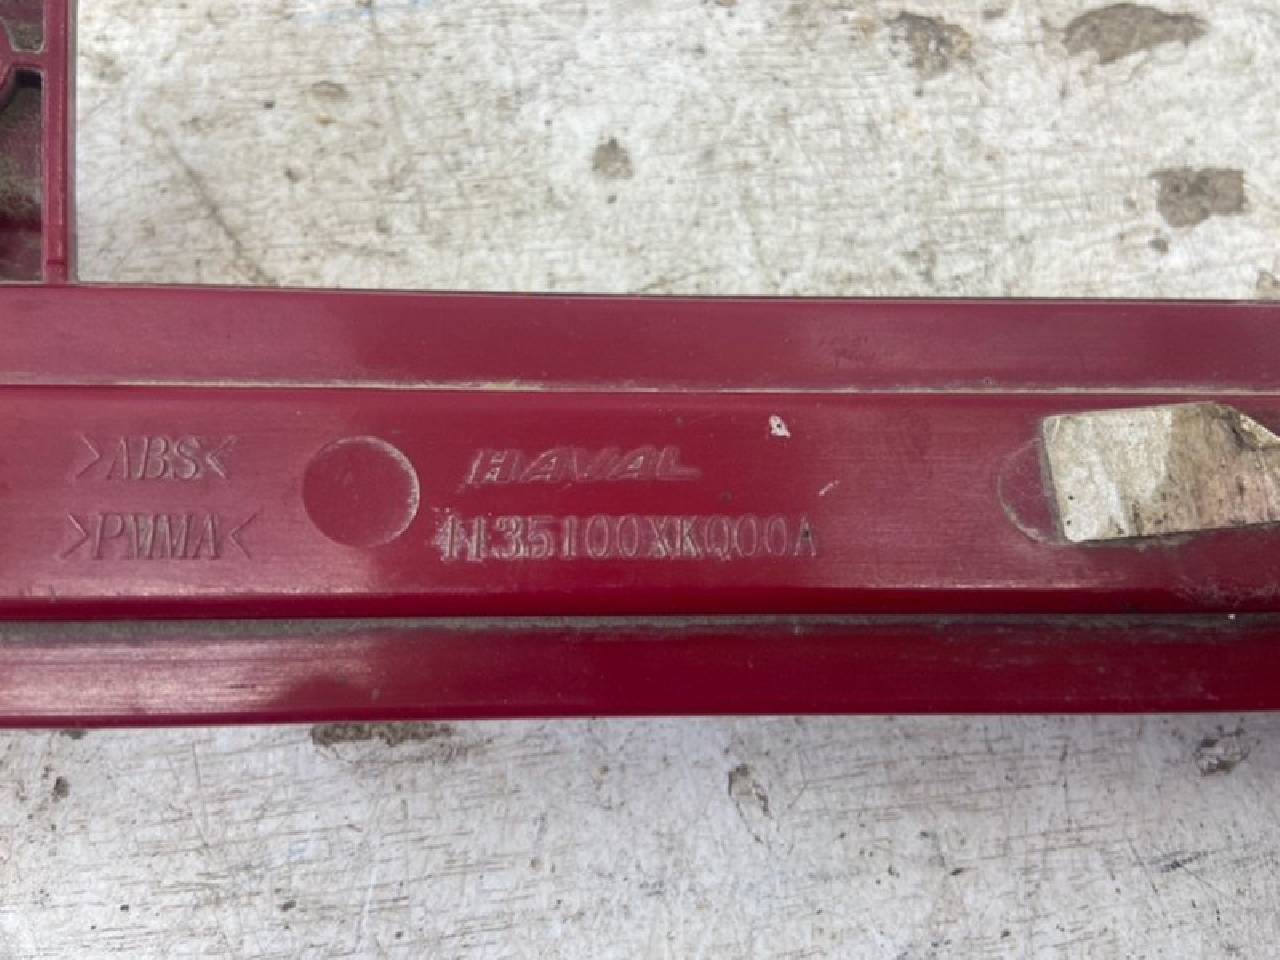 >ABS<
HAVAL
>PMMA<
4135100XKQ00A